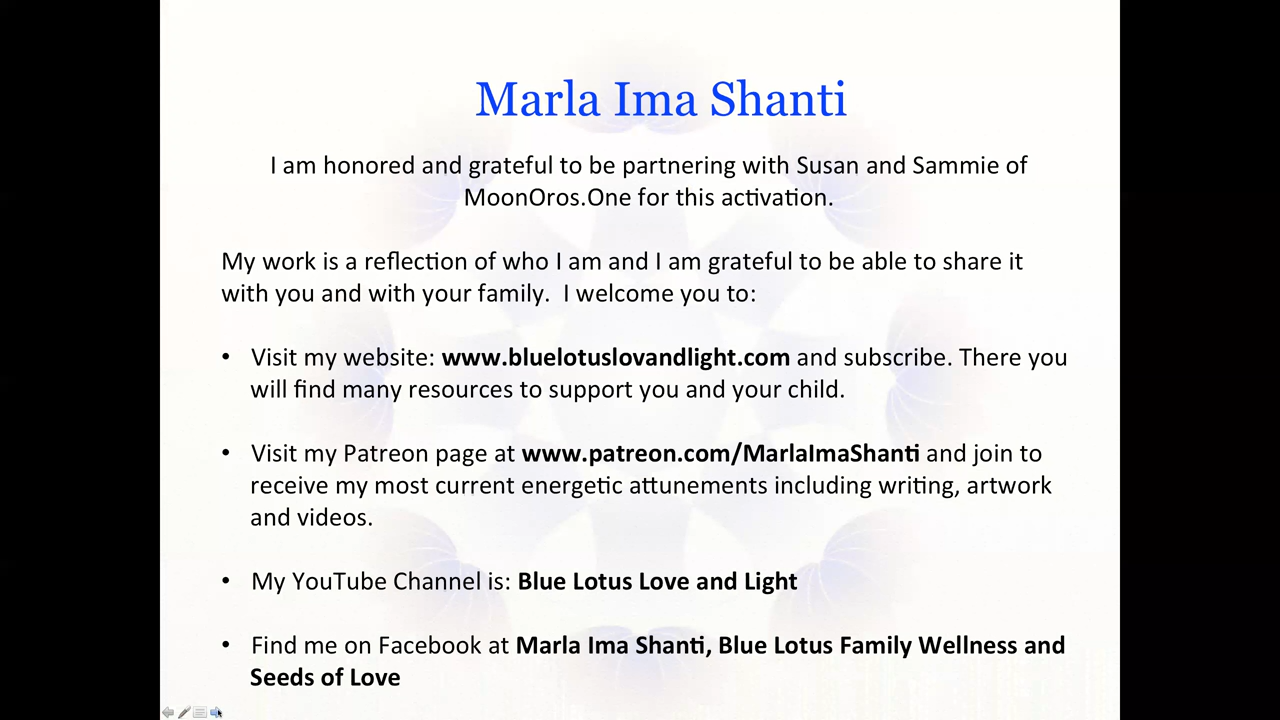 Marla Ima Shanti
I am honored and grateful to be partnering with Susan and Sammie of
MoonOros.One for this activation.
My work is a reflection of who I am and I am grateful to be able to share it
with you and with your family.  I welcome you to:
• Visit my website: www.bluelotuslovandlight.com and subscribe. There you
will find many resources to support you and your child.
• Visit my Patreon page at www.patreon.com/MarlaImaShanti and join to
receive my most current energetic attunements including writing, artwork
and videos.
• My YouTube Channel is: Blue Lotus Love and Light
• Find me on Facebook at Marla Ima Shanti, Blue Lotus Family Wellness and
Seeds of Love